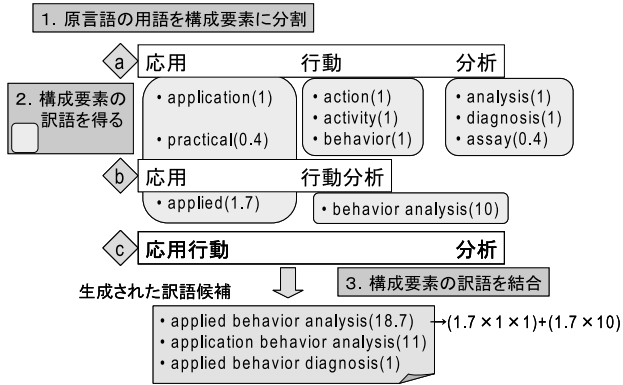 1. 原言語の用語を構成要素に分割
a 応用 行動 分析
2. 構成要素の
訳語を得る
・application(1)
・practical(0.4)
・action(1)
・activity(1)
・behavior(1)
・analysis(1)
・diagnosis(1)
・assay(0.4)
b 応用 行動分析
・applied(1.7)
・behavior analysis(10)
c 応用行動 分析
3. 構成要素の訳語を結合
生成された訳語候補
・applied behavior analysis(18.7) →(1.7×1×1)+(1.7×10)
・application behavior analysis(11)
・applied behavior diagnosis(1)